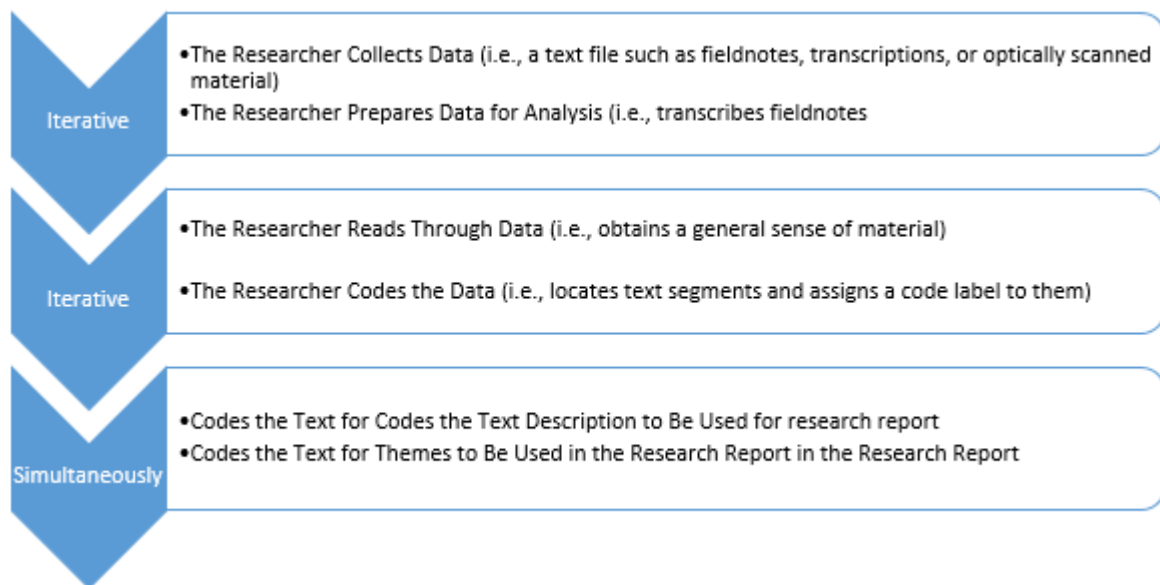 Iterative
•The Researcher Collects Data (i.e., a text file such as fieldnotes, transcriptions, or optically scanned
material)
•The Researcher Prepares Data for Analysis (i.e., transcribes fieldnotes
Iterative
•The Researcher Reads Through Data (i.e., obtains a general sense of material)
•The Researcher Codes the Data (i.e., locates text segments and assigns a code label to them)
Simultaneously
•Codes the Text for Codes the Text Description to Be Used for research report
•Codes the Text for Themes to Be Used in the Research Report in the Research Report